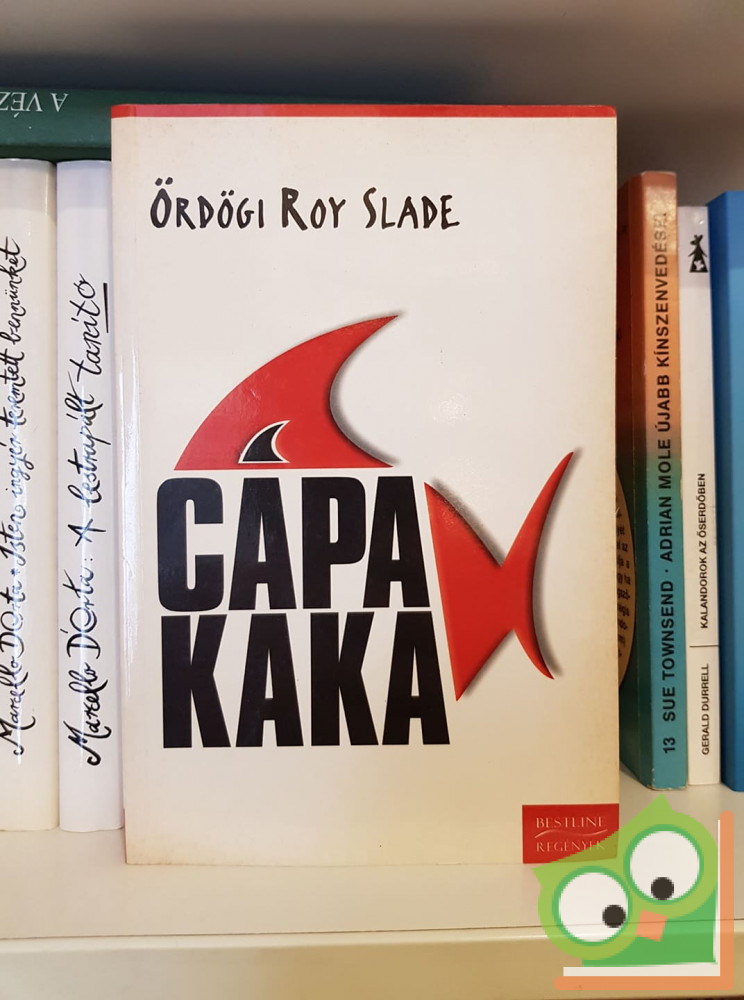 A VÉZ
Marcello D'Orta • Isten ingyen teremtett bennünket
Marcello D'Orta: A lestrapált tanító
ÖRDÖGI ROY SLADE
CÁPA
KAKA
BESTLINE
REGÉNYEK
13 SUE TOWNSEND · ADRIAN MOLE ÚJABB KÍNSZENVEDÉSEI
GERALD DURRELL KALANDOROK AZ ŐSERDŐBEN